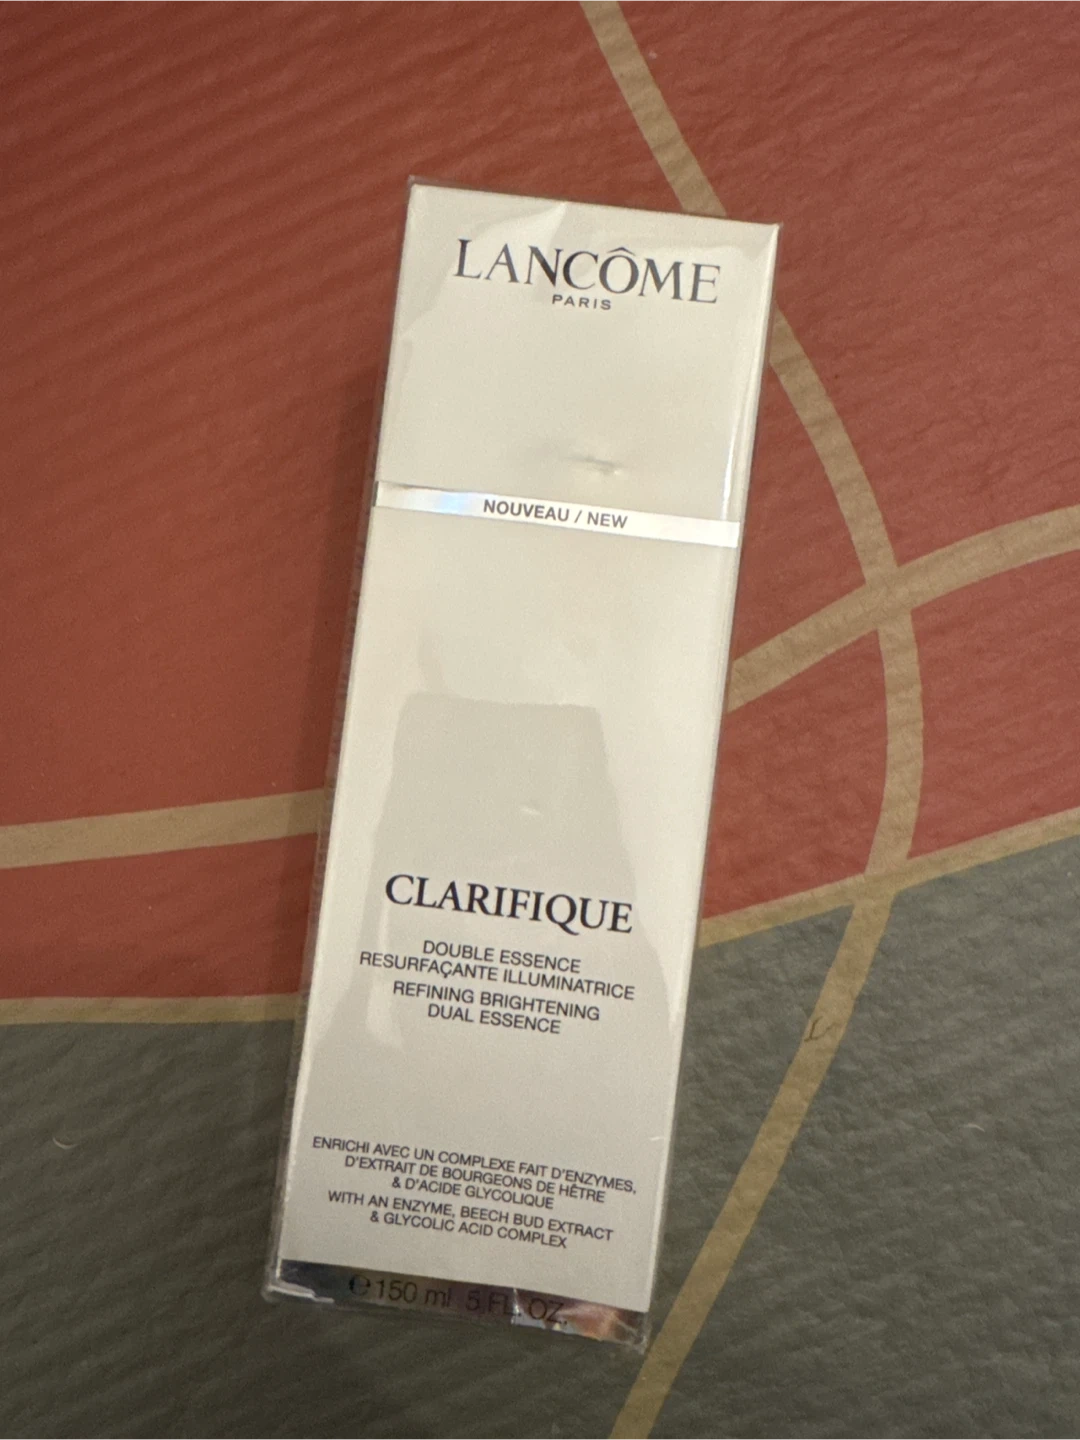 LANCÔME
PARIS
NOUVEAU / NEW
CLARIFIQUE
DOUBLE ESSENCE
RESURFAÇANTE ILLUMINATRICE
REFINING BRIGHTENING
DUAL ESSENCE
ENRICHI AVEC UN COMPLEXE FAIT D'ENZYMES,
D'EXTRAIT DE BOURGEONS DE HÊTRE
& D'ACIDE GLYCOLIQUE
WITH AN ENZYME, BEECH BUD EXTRACT
& GLYCOLIC ACID COMPLEX
℮ 150 ml 5 FL. OZ.